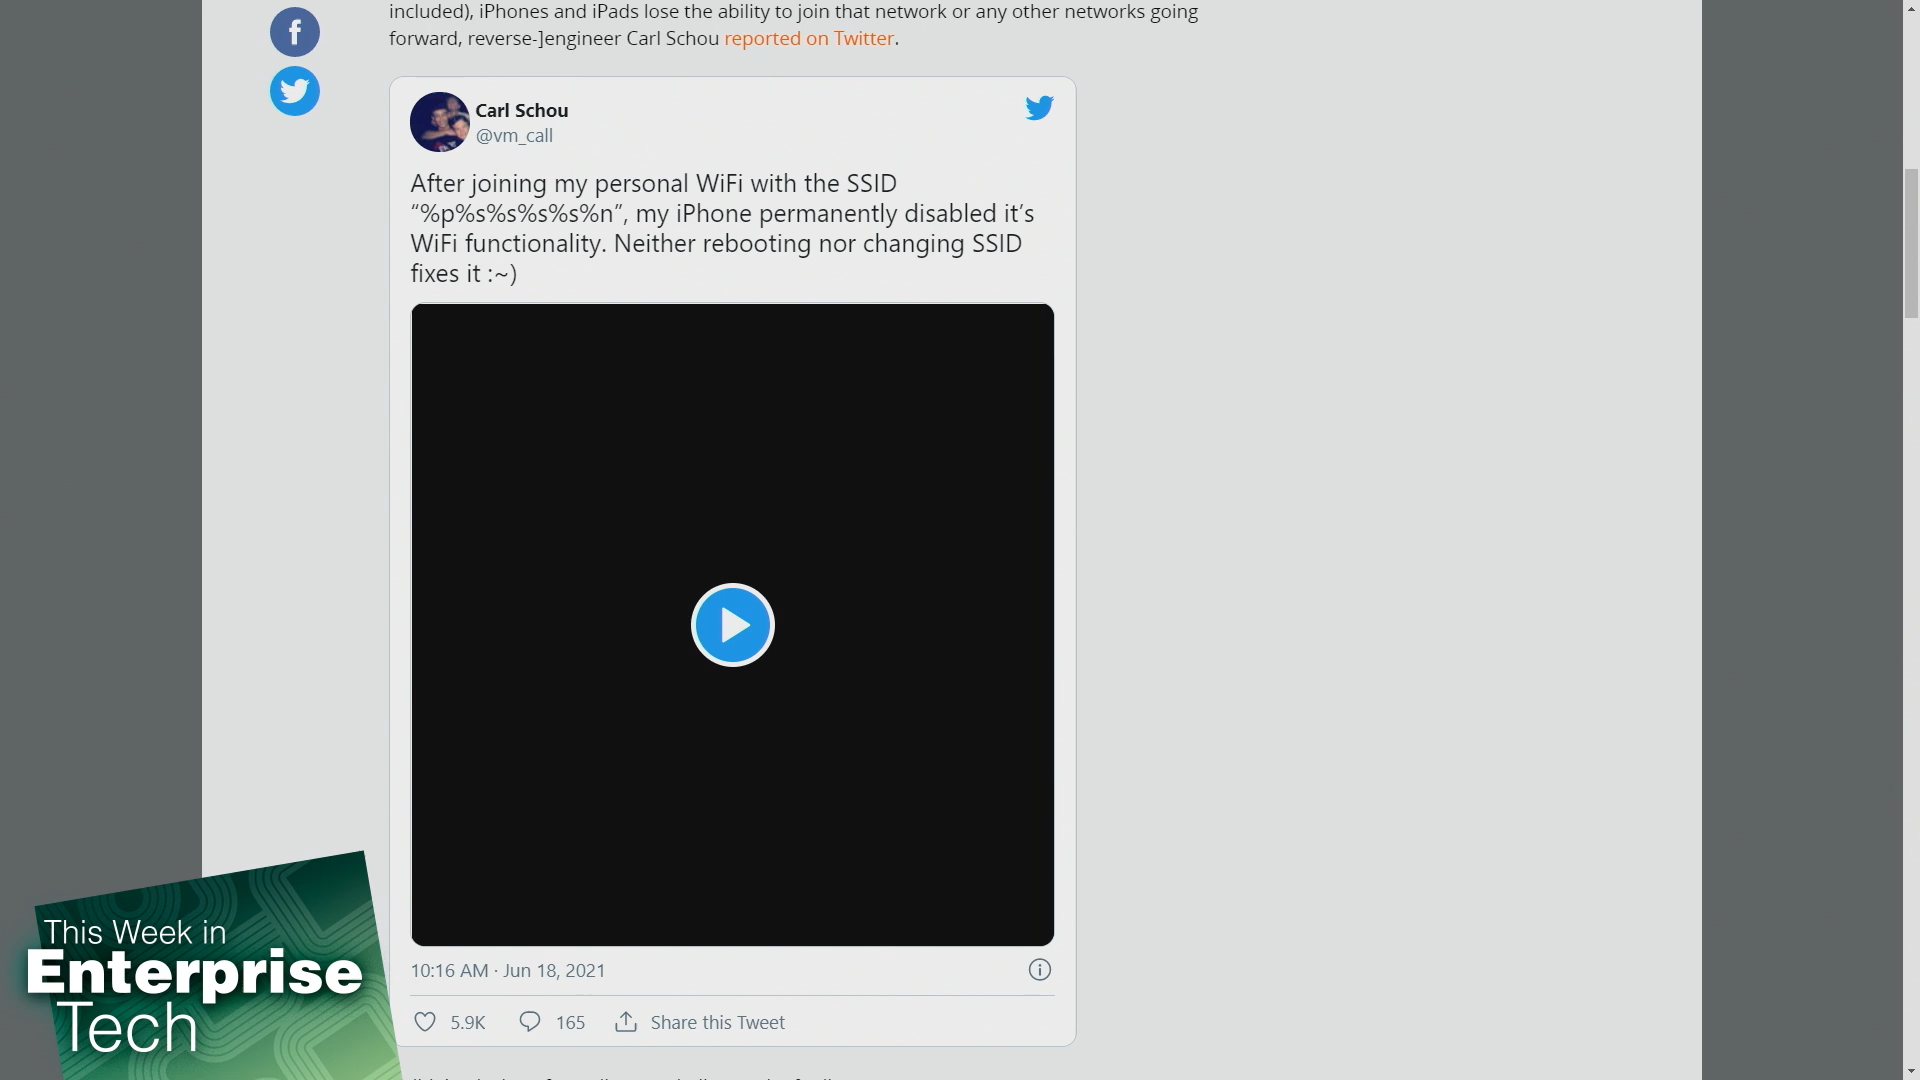 included), iPhones and iPads lose the ability to join that network or any other networks going
forward, reverse-]engineer Carl Schou reported on Twitter.
Carl Schou
@vm_call
After joining my personal WiFi with the SSID
“%p%s%s%s%s%n”, my iPhone permanently disabled it’s
WiFi functionality. Neither rebooting nor changing SSID
fixes it :~)
10:16 AM · Jun 18, 2021
5.9K
165
Share this Tweet
This Week in
Enterprise
Tech